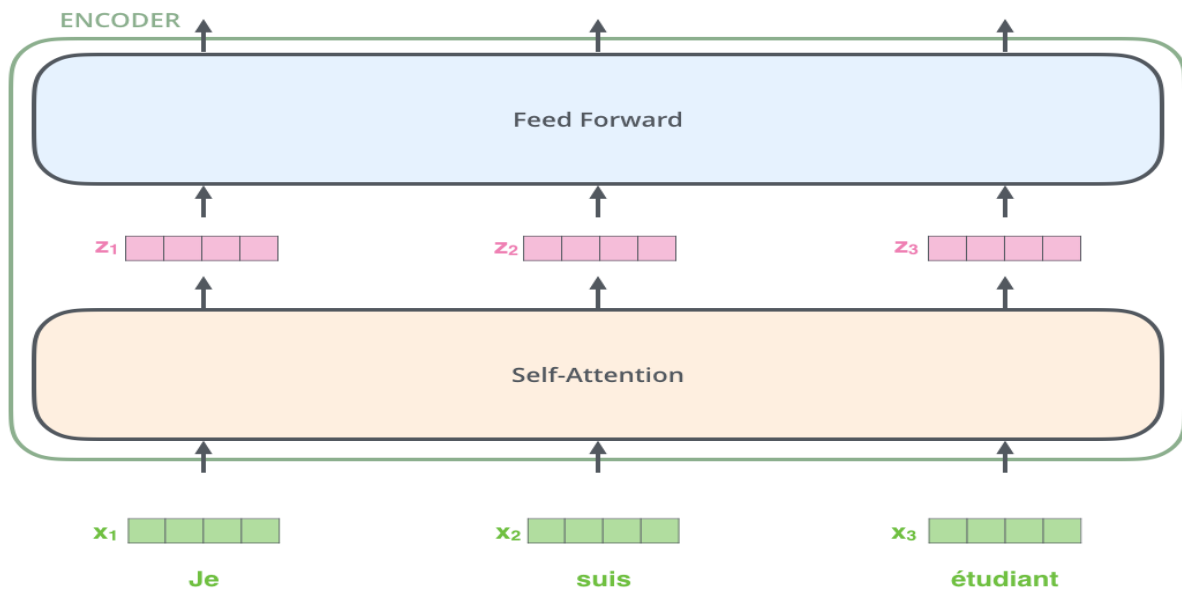 ENCODER
Feed Forward
z₁ z₂ z₃
Self-Attention
x₁ x₂ x₃
Je suis étudiant